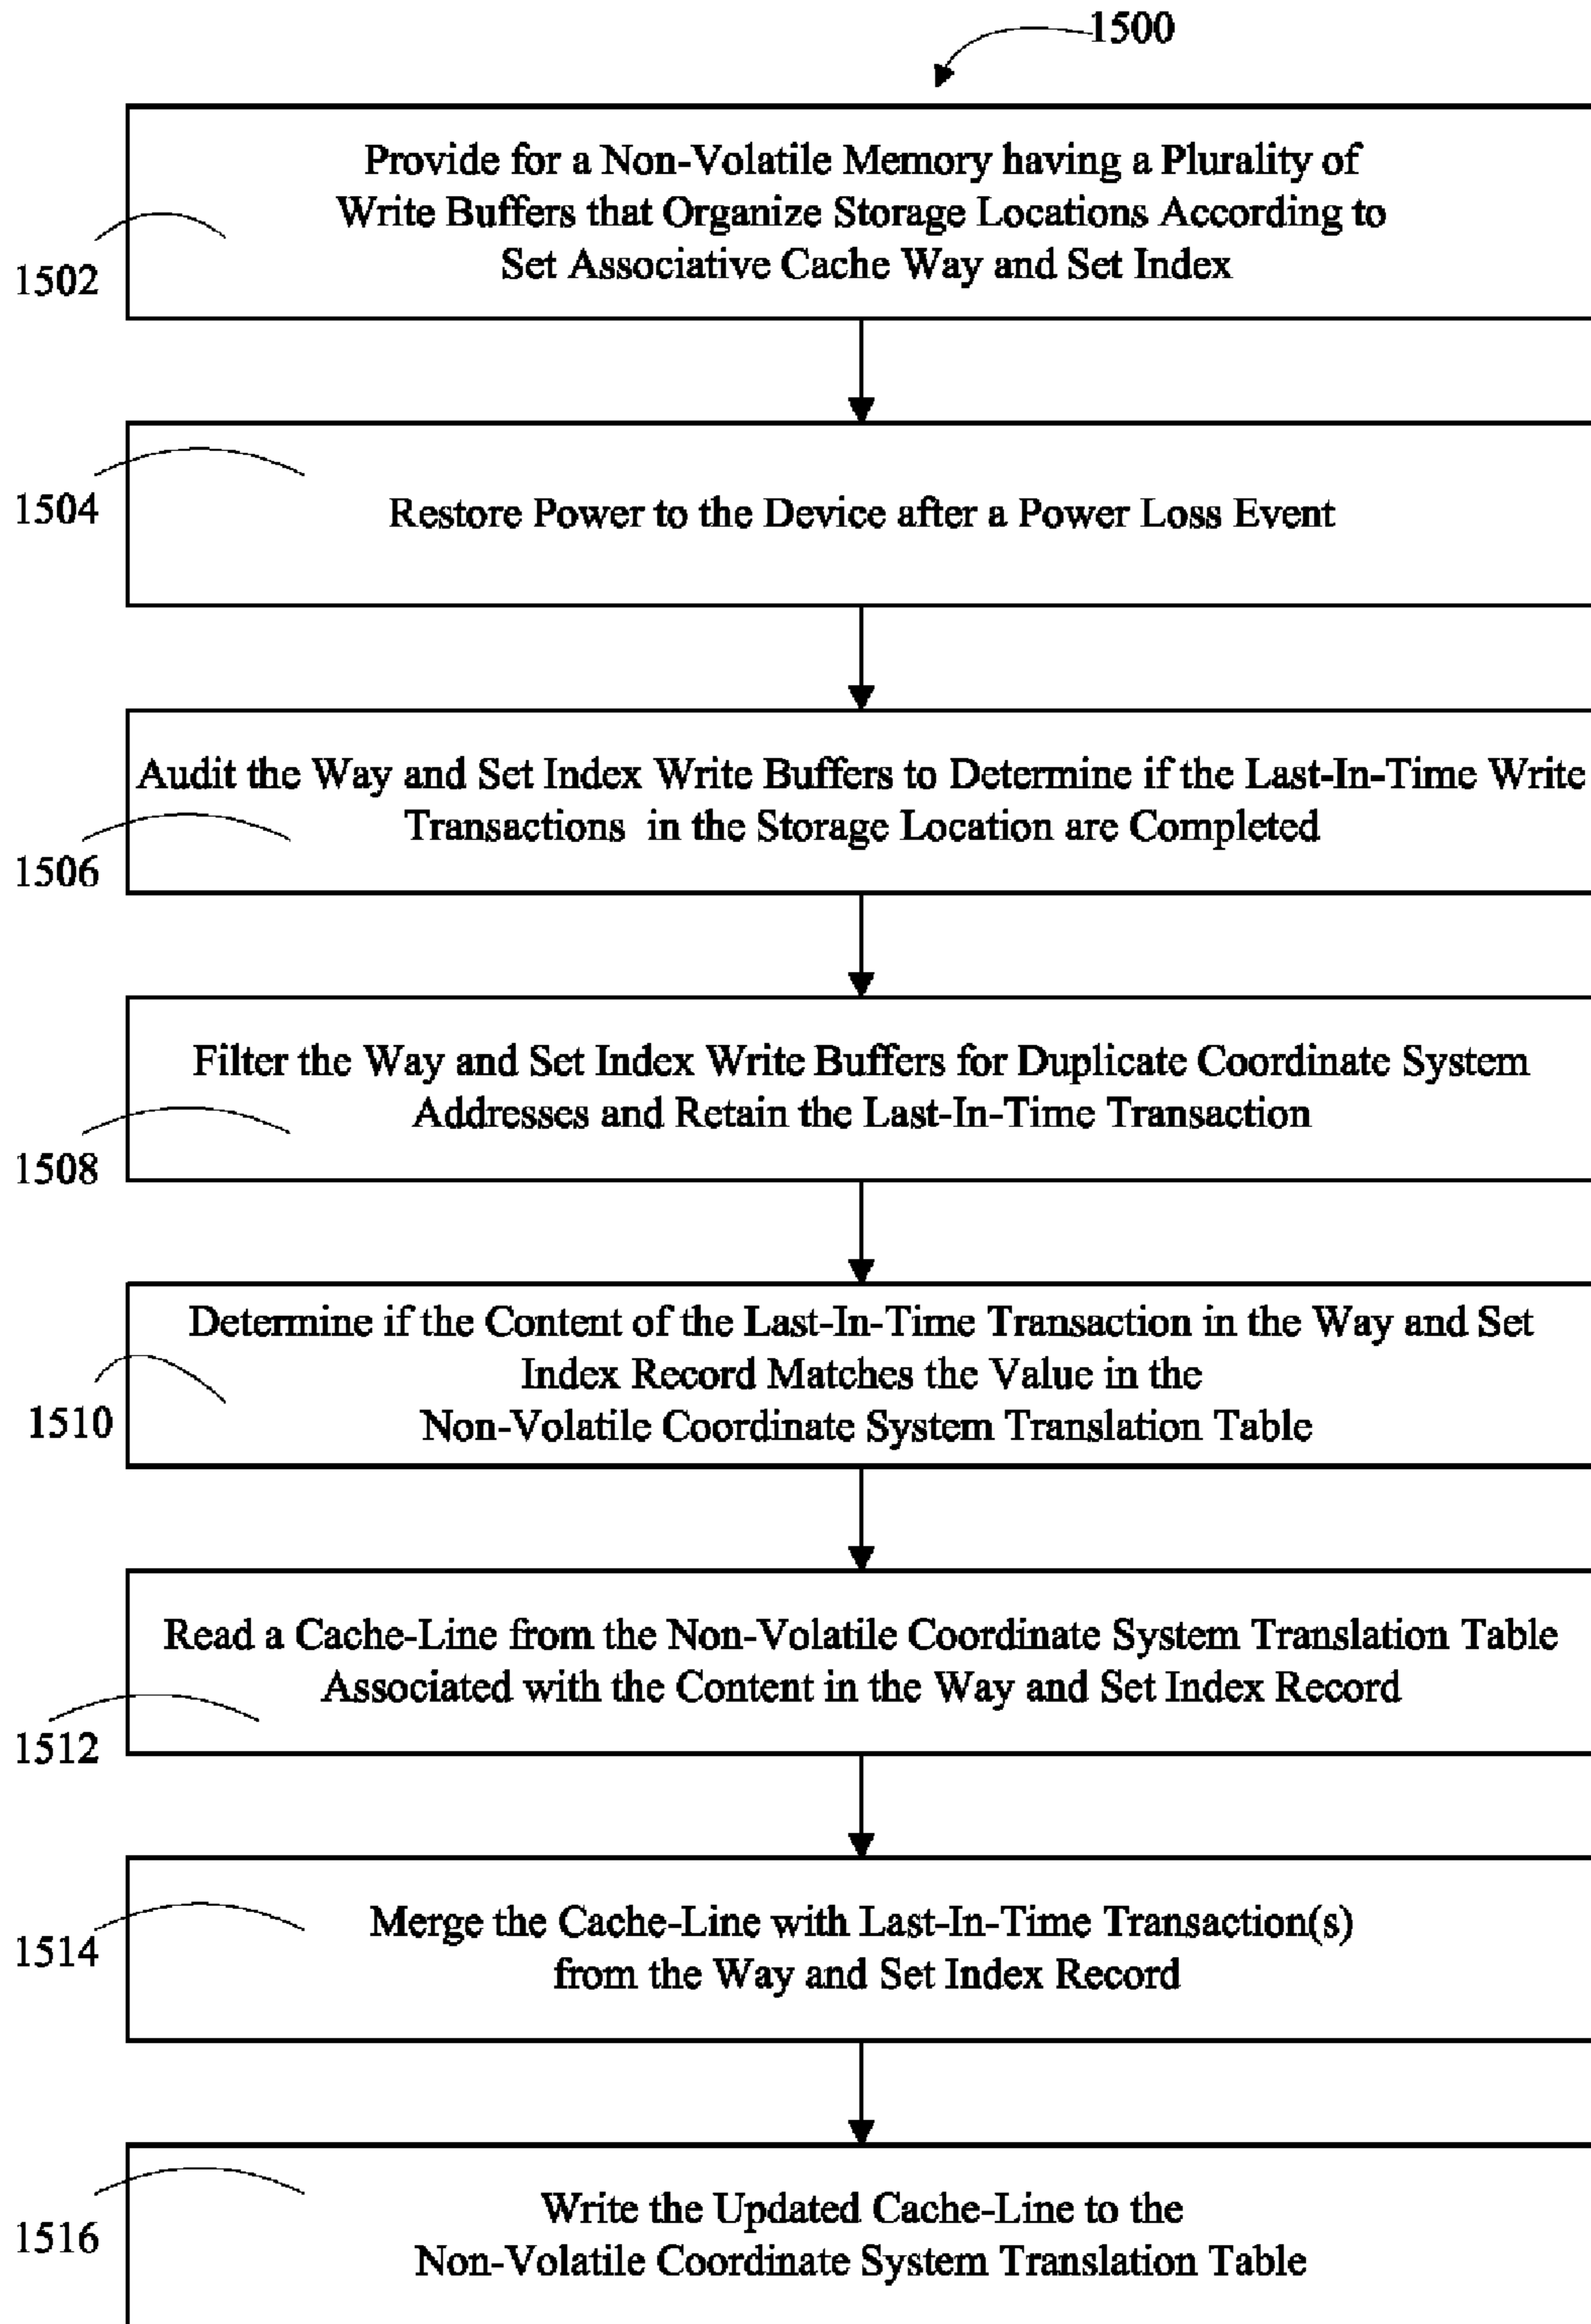 1500
Provide for a Non-Volatile Memory having a Plurality of
Write Buffers that Organize Storage Locations According to
Set Associative Cache Way and Set Index
1502
Restore Power to the Device after a Power Loss Event
1504
Audit the Way and Set Index Write Buffers to Determine if the Last-In-Time Write
Transactions in the Storage Location are Completed
1506
Filter the Way and Set Index Write Buffers for Duplicate Coordinate System
Addresses and Retain the Last-In-Time Transaction
1508
Determine if the Content of the Last-In-Time Transaction in the Way and Set
Index Record Matches the Value in the
Non-Volatile Coordinate System Translation Table
1510
Read a Cache-Line from the Non-Volatile Coordinate System Translation Table
Associated with the Content in the Way and Set Index Record
1512
Merge the Cache-Line with Last-In-Time Transaction(s)
from the Way and Set Index Record
1514
Write the Updated Cache-Line to the
Non-Volatile Coordinate System Translation Table
1516